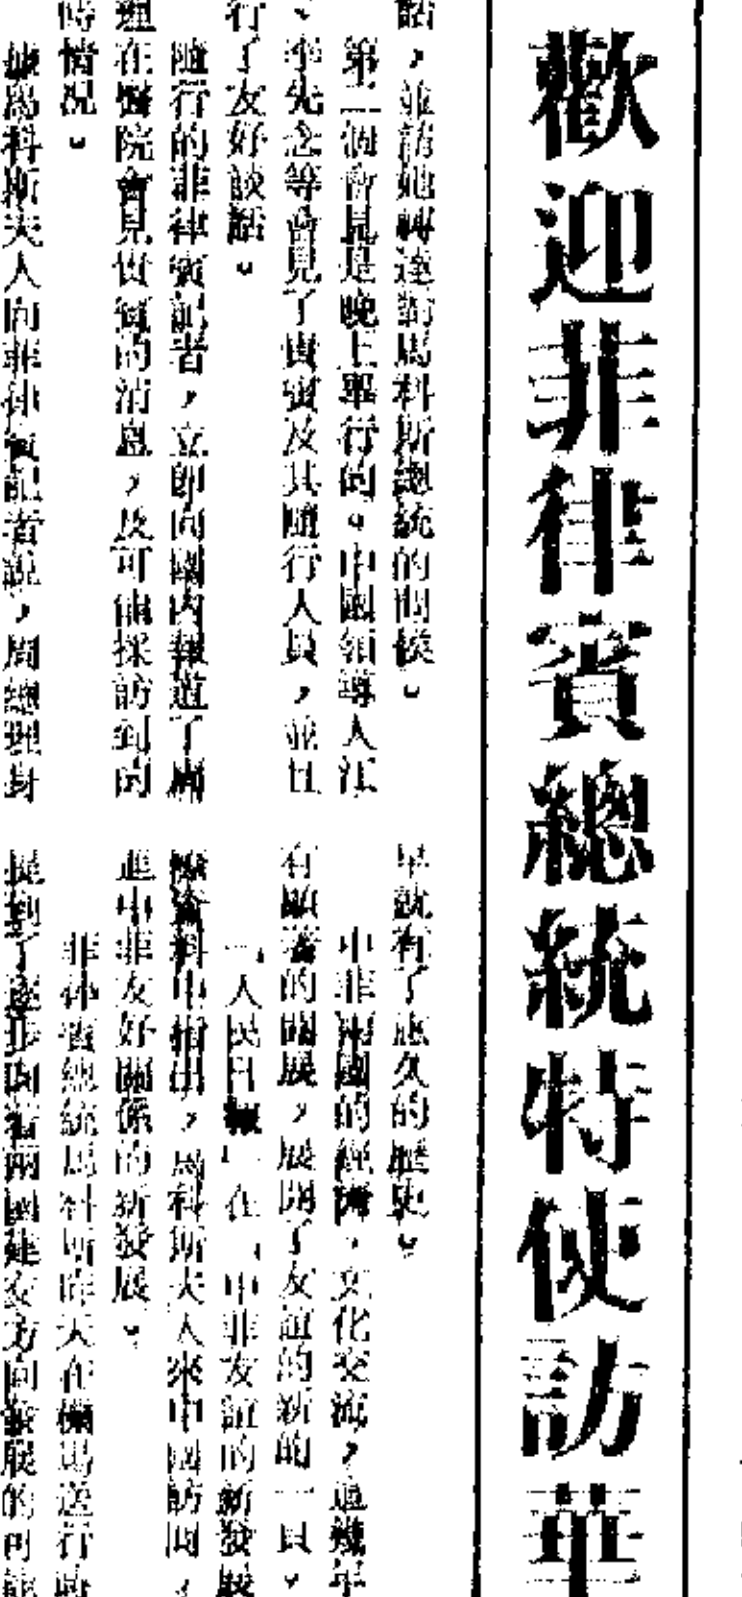 歡迎菲律賓總統特使訪華
話，並請她轉達對馬科斯總統的問候。
第二個會見是晚上舉行的。中國領導人江
、李先念等會見了貴賓及其隨行人員，並且
行了友好談話。
隨行的菲律賓記者，立即向國內報道了周
理在醫院會見貴賓的消息，及可能採訪到的
時情況。
據馬科斯夫人向菲律賓記者說，周總理身
早就有了悠久的歷史。
中菲兩國的經濟、文化交流，過幾年
有顯著的開展，展開了友誼的新的一頁。
「人民日報」在「中菲友誼的新發展
資料中指出，馬科斯夫人來中國訪問，
進中菲友好關係的新發展。
菲律賓總統馬科斯昨天在機場送行時
提到了逐步向着兩國建交方向發展的可能